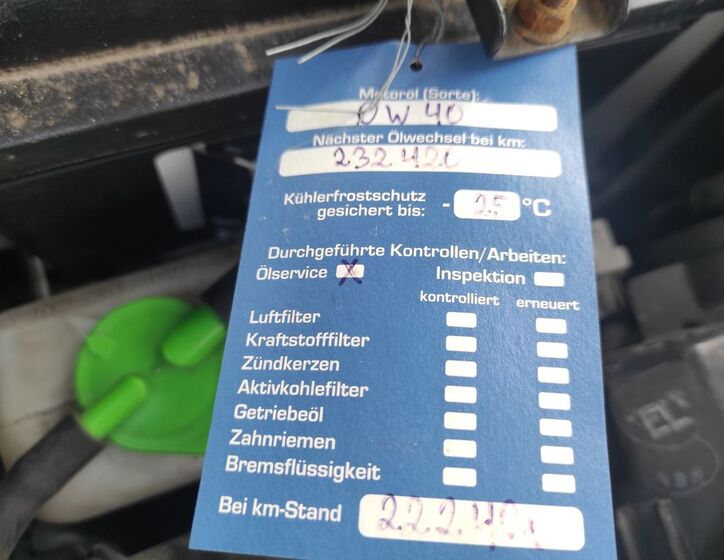 Motoröl (Sorte):
0W 40
Nächster Ölwechsel bei km:
Kühlerfrostschutz
gesichert bis: - 25 °C
Durchgeführte Kontrollen/Arbeiten:
Ölservice X Inspektion
kontrolliert erneuert
Luftfilter
Kraftstofffilter
Zündkerzen
Aktivkohlefilter
Getriebeöl
Zahnriemen
Bremsflüssigkeit
Bei km-Stand